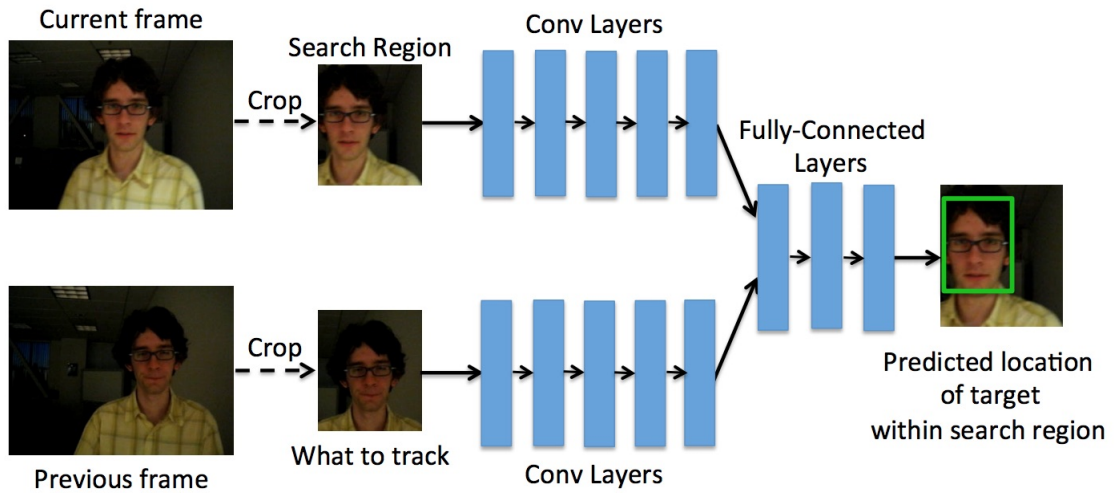 Current frame
Crop
Search Region
Conv Layers
Fully-Connected
Layers
Previous frame
Crop
What to track
Conv Layers
Predicted location
of target
within search region